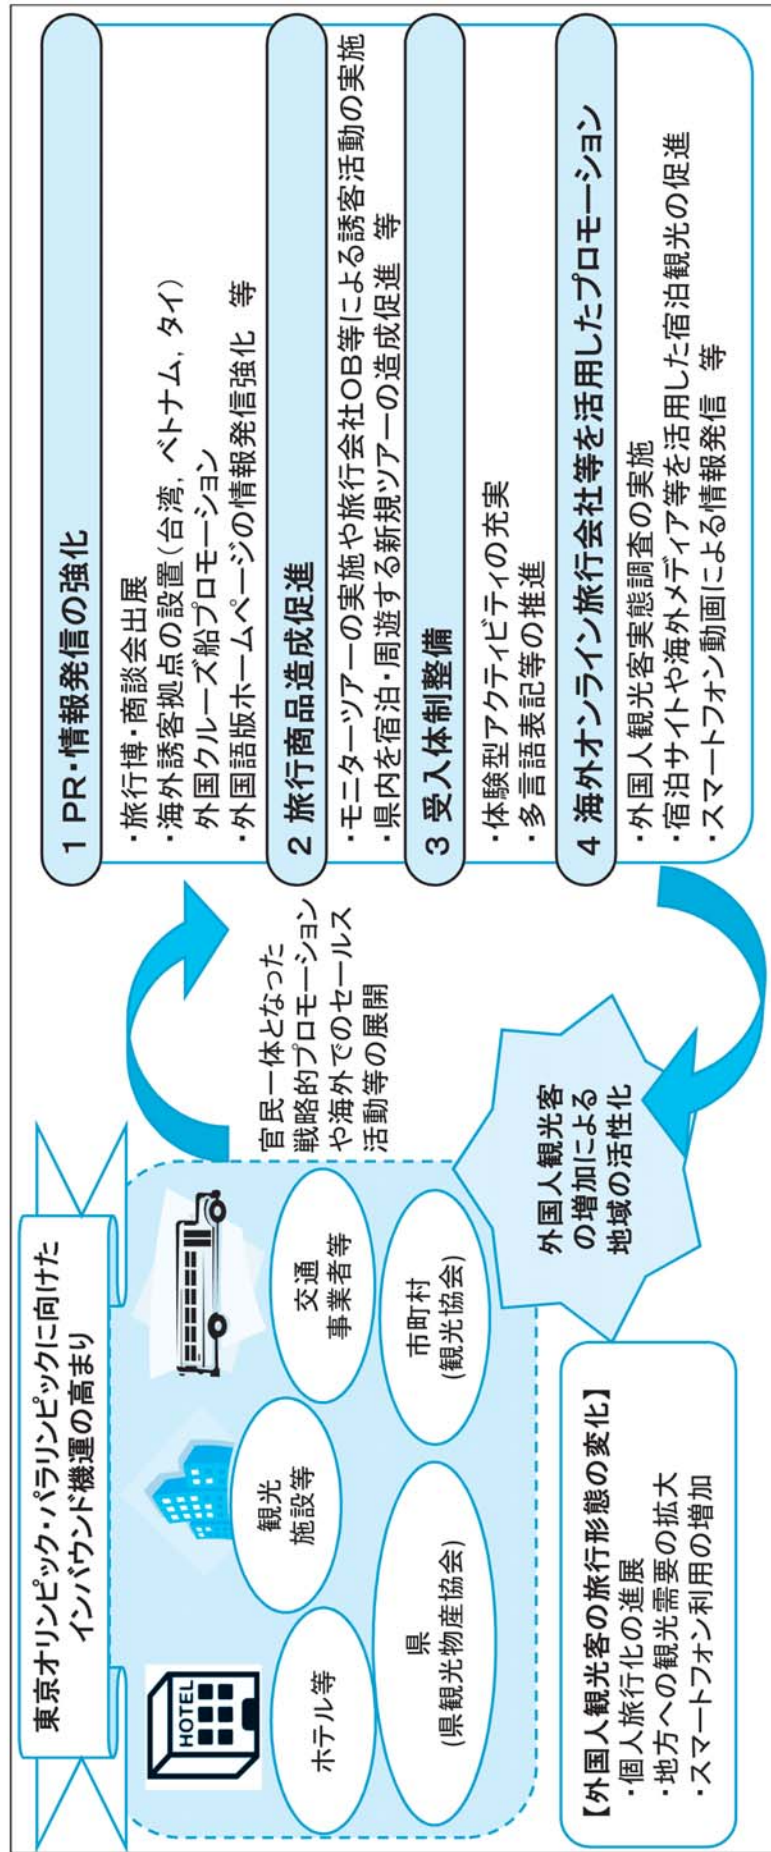 東京オリンピック・パラリンピックに向けた
インバウンド機運の高まり
HOTEL
ホテル等
観光
施設等
交通
事業者等
県
(県観光物産協会)
市町村
(観光協会)
【外国人観光客の旅行形態の変化】
・個人旅行化の進展
・地方への観光需要の拡大
・スマートフォン利用の増加
外国人観光客
の増加による
地域の活性化
官民一体となった
戦略的プロモーション
や海外でのセールス
活動等の展開
1 PR・情報発信の強化
・旅行博・商談会出展
・海外誘客拠点の設置(台湾, ベトナム, タイ)
外国クルーズ船プロモーション
・外国語版ホームページの情報発信強化 等
2 旅行商品造成促進
・モニターツアーの実施や旅行会社OB等による誘客活動の実施
・県内を宿泊・周遊する新規ツアーの造成促進 等
3 受入体制整備
・体験型アクティビティの充実
・多言語表記等の推進
4 海外オンライン旅行会社等を活用したプロモーション
・外国人観光客実態調査の実施
・宿泊サイトや海外メディア等を活用した宿泊観光の促進
・スマートフォン動画による情報発信 等